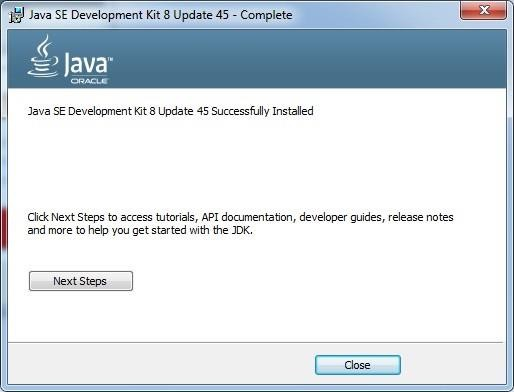 Java SE Development Kit 8 Update 45 - Complete
Java™
ORACLE
Java SE Development Kit 8 Update 45 Successfully Installed
Click Next Steps to access tutorials, API documentation, developer guides, release notes
and more to help you get started with the JDK.
Next Steps
Close